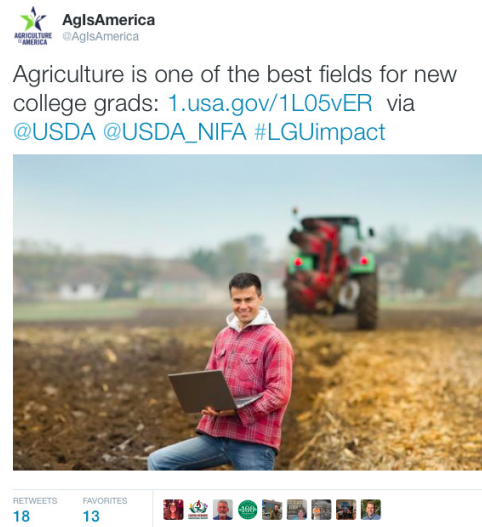 AgIsAmerica
@AgIsAmerica
AGRICULTURE
IS AMERICA
Agriculture is one of the best fields for new
college grads: 1.usa.gov/1L05vER via
@USDA @USDA_NIFA #LGUimpact
RETWEETS
FAVORITES
18
13
100